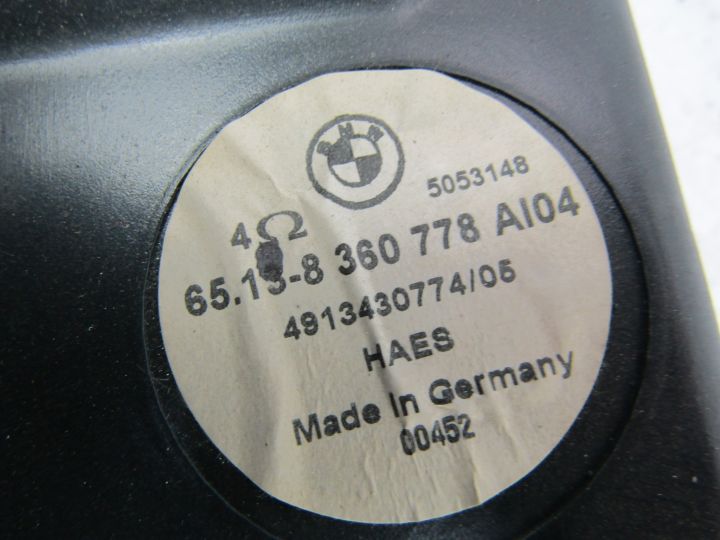 BMW
5053148
4Ω
65.13-8 360 778 AI04
4913430774/05
HAES
Made In Germany
00452